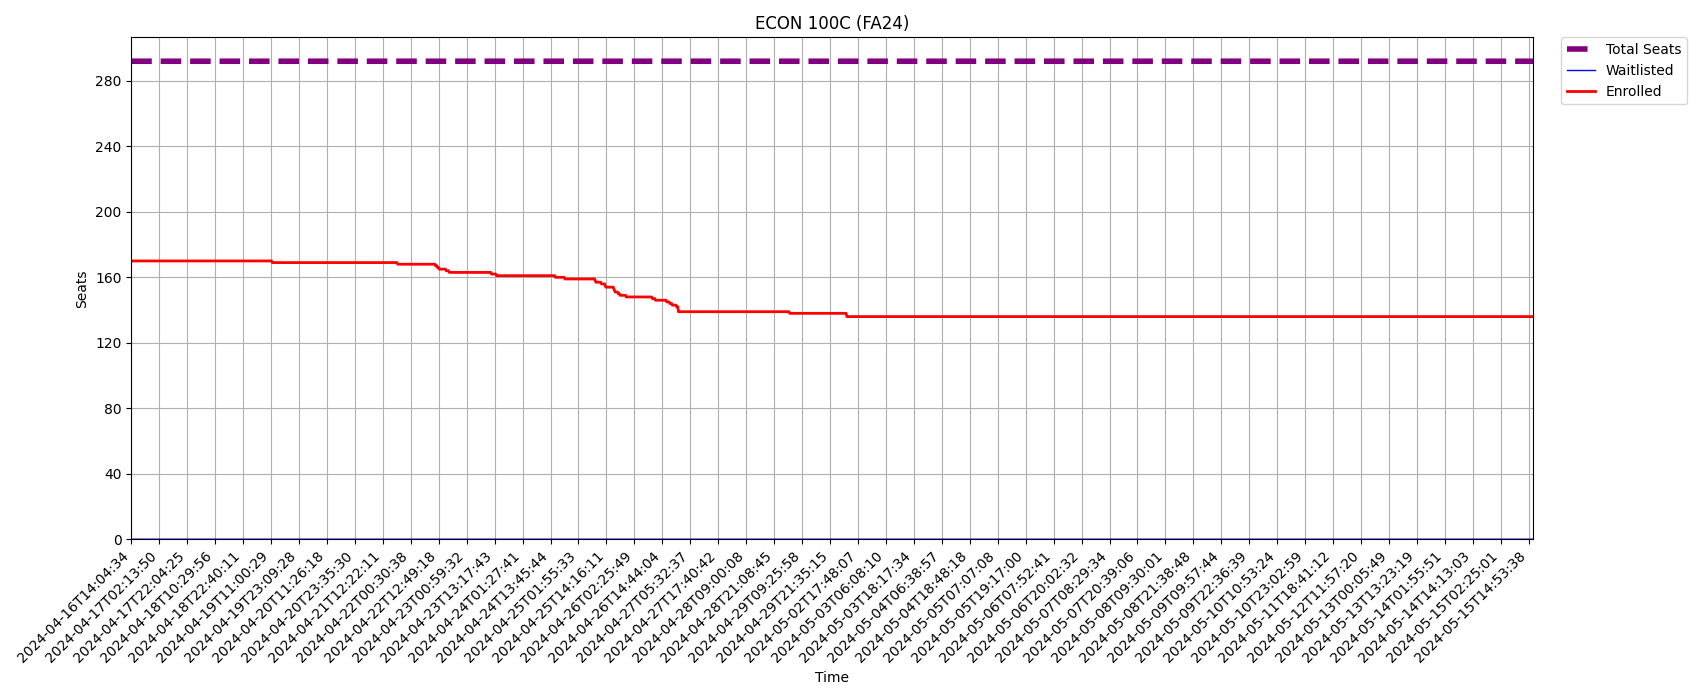 ECON 100C (FA24)
Total Seats
Waitlisted
Enrolled
Seats
280
240
200
160
120
80
40
0
2024-04-16T14:04:34
2024-04-17T02:13:50
2024-04-17T22:04:25
2024-04-18T10:29:56
2024-04-18T22:40:11
2024-04-19T11:00:29
2024-04-19T23:09:28
2024-04-20T11:26:18
2024-04-20T23:35:30
2024-04-21T12:22:11
2024-04-22T00:30:38
2024-04-22T12:49:18
2024-04-23T00:59:32
2024-04-23T13:17:43
2024-04-24T01:27:41
2024-04-24T13:45:44
2024-04-25T01:55:33
2024-04-25T14:16:11
2024-04-26T02:25:49
2024-04-26T14:44:04
2024-04-27T05:32:37
2024-04-27T17:40:42
2024-04-28T09:00:08
2024-04-28T21:08:45
2024-04-29T09:25:58
2024-04-29T21:35:15
2024-05-02T17:48:07
2024-05-03T06:08:10
2024-05-03T18:17:34
2024-05-04T06:38:57
2024-05-04T18:48:18
2024-05-05T07:07:08
2024-05-05T19:17:00
2024-05-06T07:52:41
2024-05-06T20:02:32
2024-05-07T08:29:34
2024-05-07T20:39:06
2024-05-08T09:30:01
2024-05-08T21:38:48
2024-05-09T09:57:44
2024-05-09T22:36:39
2024-05-10T10:53:24
2024-05-10T23:02:59
2024-05-11T18:41:12
2024-05-12T11:57:20
2024-05-13T00:05:49
2024-05-13T13:23:19
2024-05-14T01:55:51
2024-05-14T14:13:03
2024-05-15T02:25:01
2024-05-15T14:53:38
Time